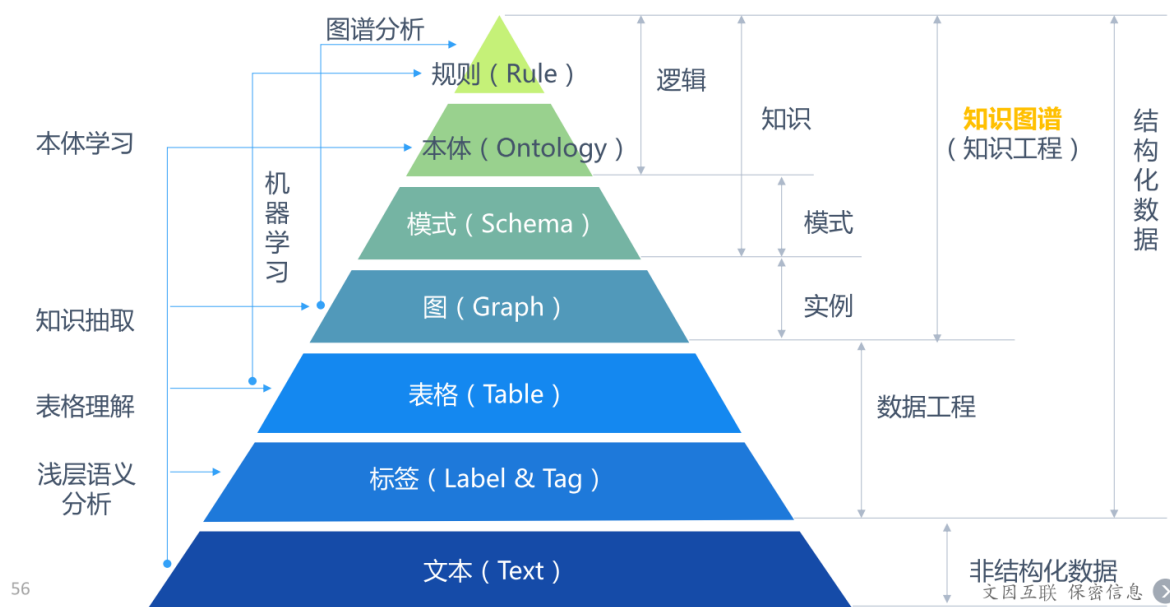 图谱分析
规则（Rule）
逻辑
知识
知识图谱
（知识工程）
结构化数据
本体学习
本体（Ontology）
机器学习
模式（Schema）
模式
知识抽取
图（Graph）
实例
表格理解
表格（Table）
数据工程
浅层语义
分析
标签（Label & Tag）
文本（Text）
非结构化数据
56
文因互联 保密信息